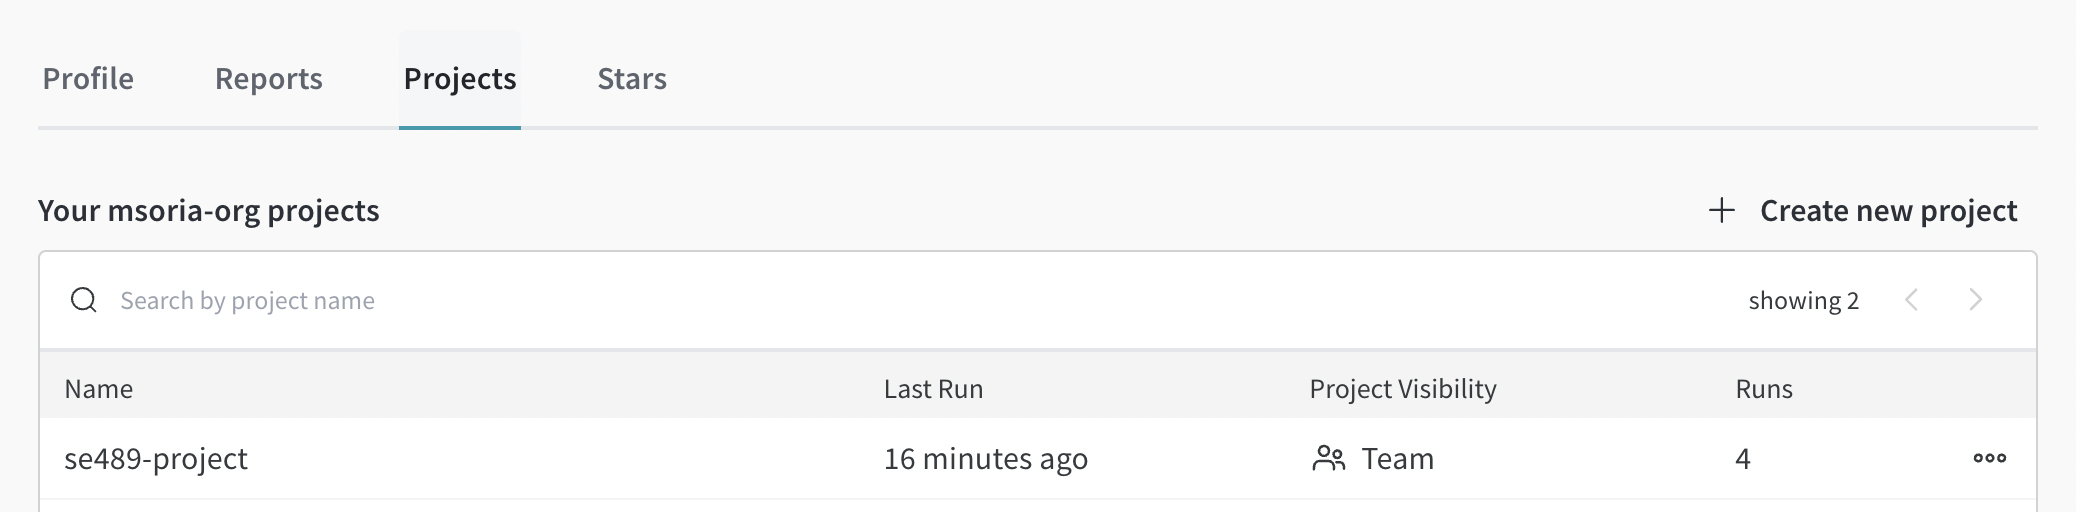 Profile Reports Projects Stars
Your msoria-org projects Create new project
Search by project name showing 2
Name Last Run Project Visibility Runs
se489-project 16 minutes ago Team 4